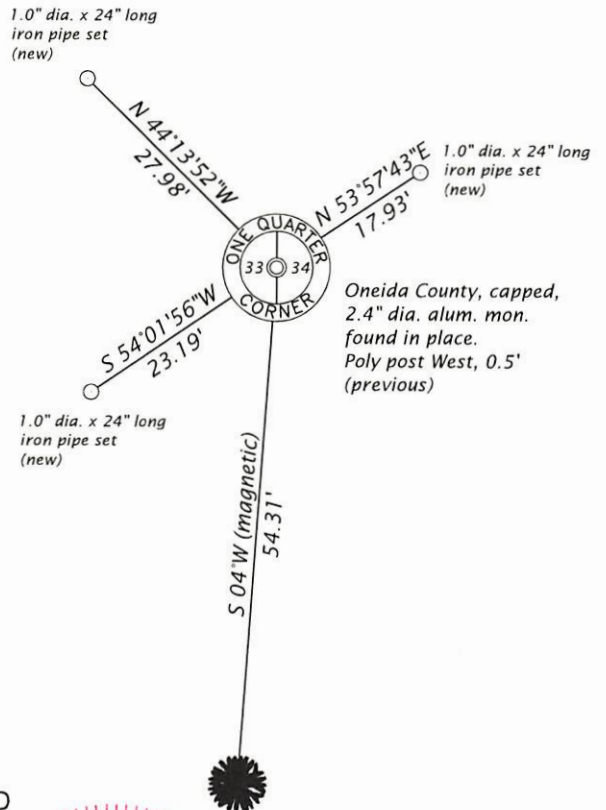 1.0" dia. x 24" long
iron pipe set
(new)
N 44°13'52"W
27.98'
N 53°57'43"E
17.93'
1.0" dia. x 24" long
iron pipe set
(new)
ONE QUARTER
33 34
CORNER
S 54°01'56"W
23.19'
Oneida County, capped,
2.4" dia. alum. mon.
found in place.
Poly post West, 0.5'
(previous)
1.0" dia. x 24" long
iron pipe set
(new)
S 04°W (magnetic)
54.31'